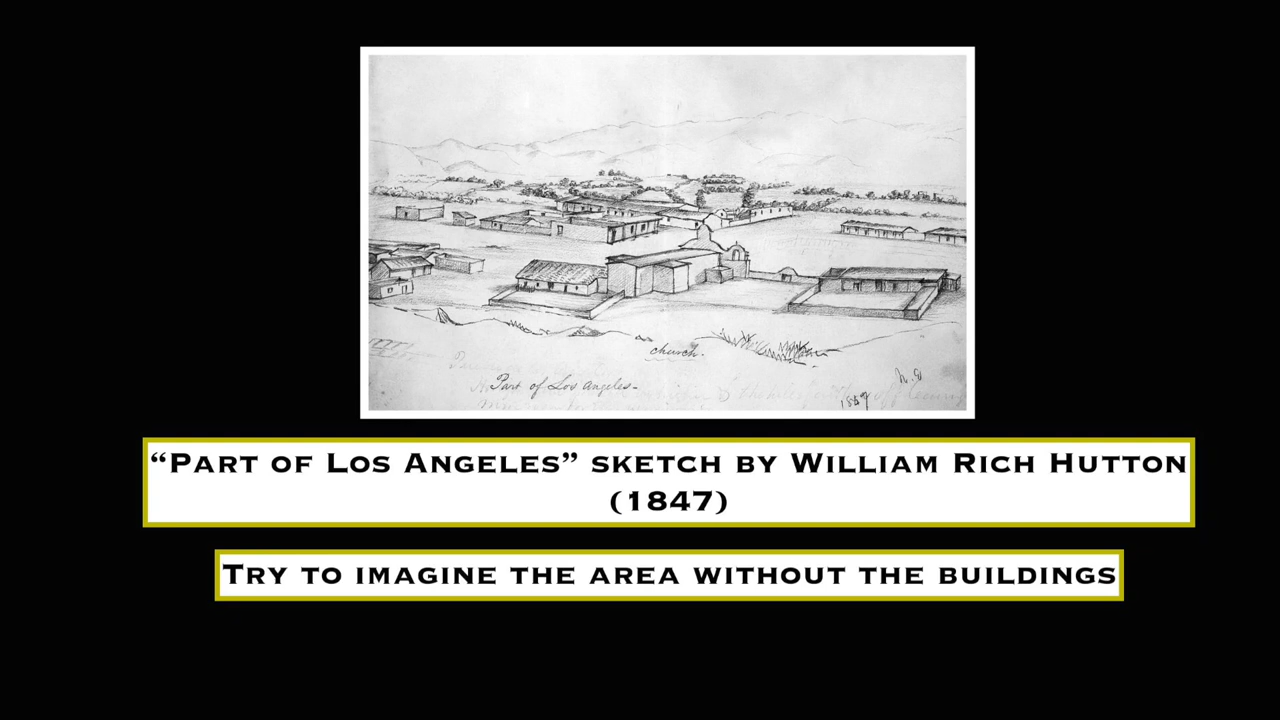 church.
Part of Los Angeles-
1847
“Part of Los Angeles” sketch by William Rich Hutton
(1847)
Try to imagine the area without the buildings